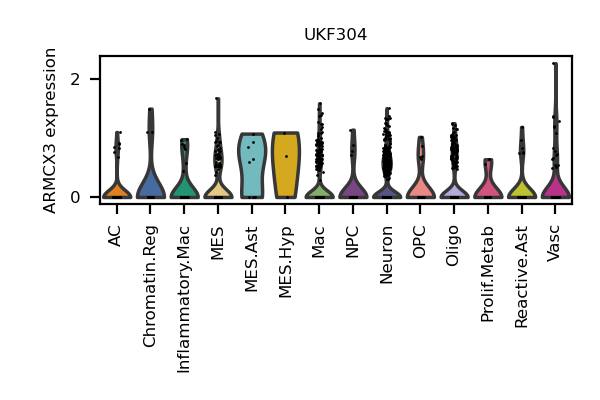 UKF304
ARMCX3 expression
2
0
AC
Chromatin.Reg
Inflammatory.Mac
MES
MES.Ast
MES.Hyp
Mac
NPC
Neuron
OPC
Oligo
Prolif.Metab
Reactive.Ast
Vasc